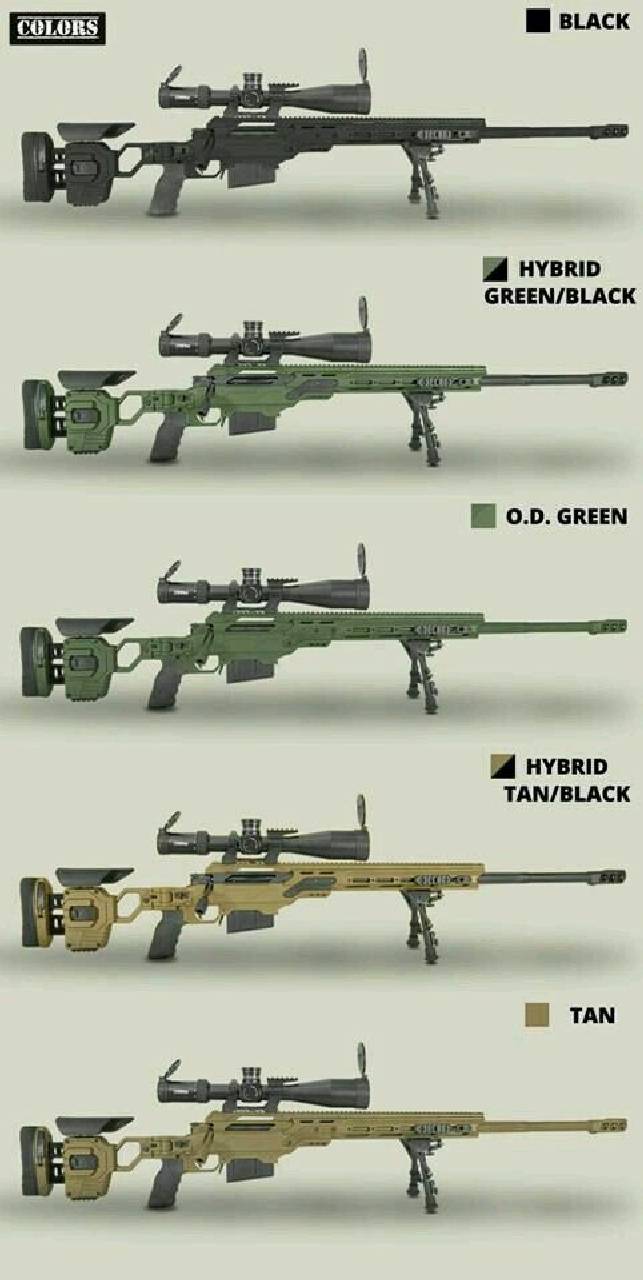 COLORS
BLACK
HYBRID
GREEN/BLACK
O.D. GREEN
HYBRID
TAN/BLACK
TAN